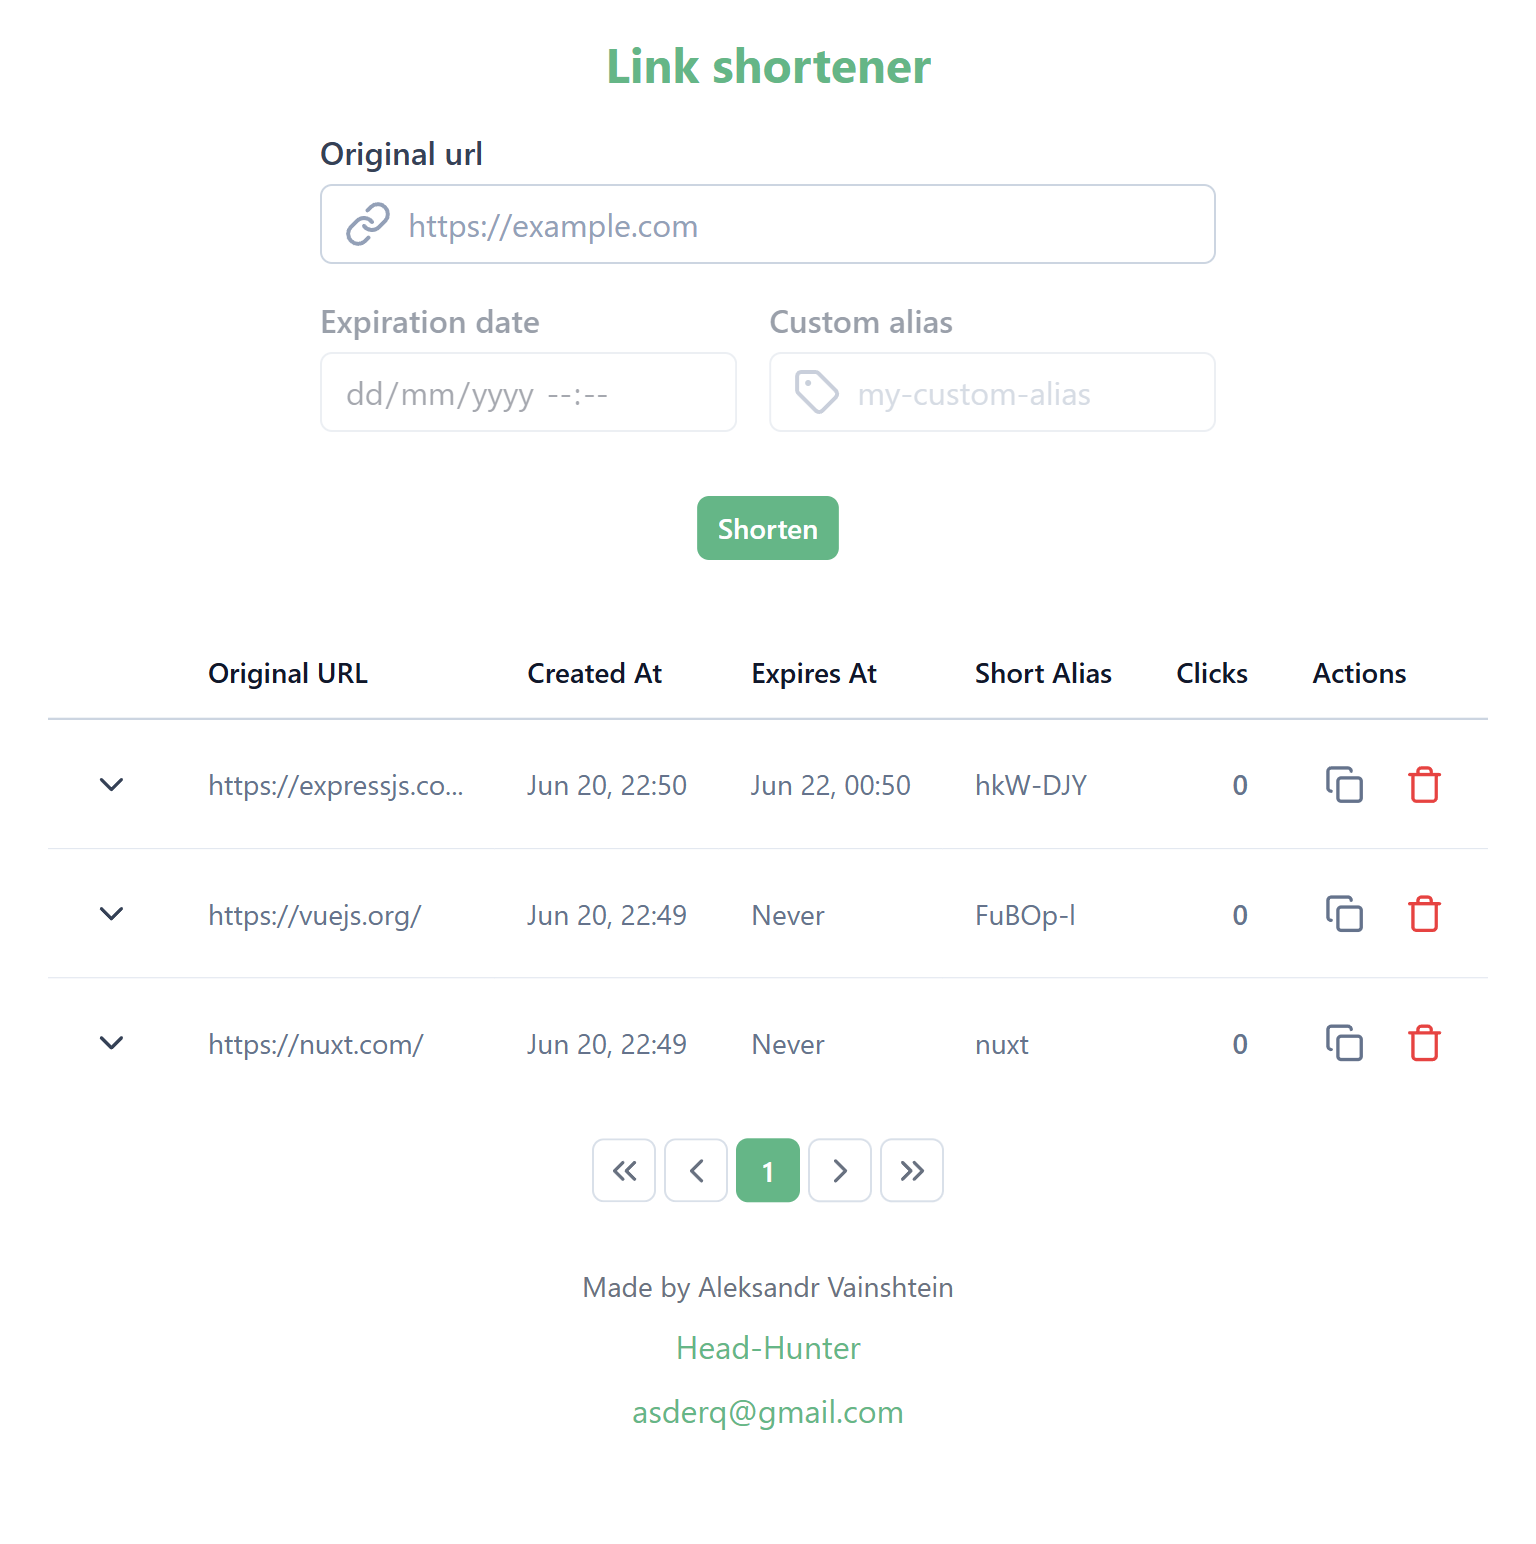 Link shortener
Original url
https://example.com
Expiration date Custom alias
dd/mm/yyyy --:-- my-custom-alias
Shorten
Original URL Created At Expires At Short Alias Clicks Actions
https://expressjs.co... Jun 20, 22:50 Jun 22, 00:50 hkW-DJY 0
https://vuejs.org/ Jun 20, 22:49 Never FuBOp-l 0
https://nuxt.com/ Jun 20, 22:49 Never nuxt 0
1
Made by Aleksandr Vainshtein
Head-Hunter
asderq@gmail.com